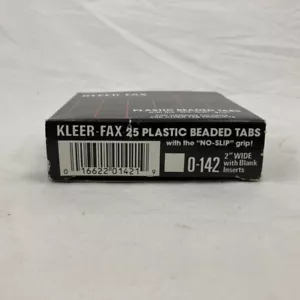 KLEER-FAX
PLASTIC BEADED TABS
KLEER-FAX 25 PLASTIC BEADED TABS
with the "NO-SLIP" grip!
0-142
2" WIDE
with Blank
Inserts
0 16622 01421 9